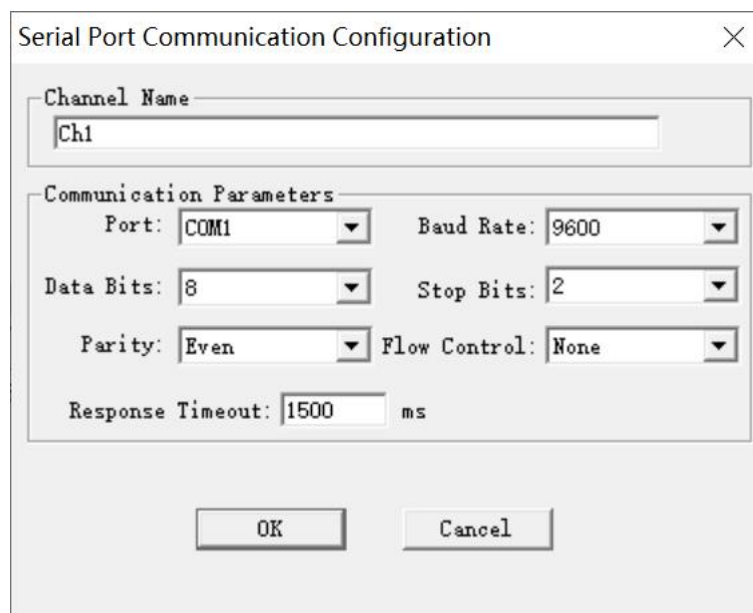 Serial Port Communication Configuration
Channel Name
Ch1
Communication Parameters
Port: COM1 Baud Rate: 9600
Data Bits: 8 Stop Bits: 2
Parity: Even Flow Control: None
Response Timeout: 1500 ms
OK Cancel